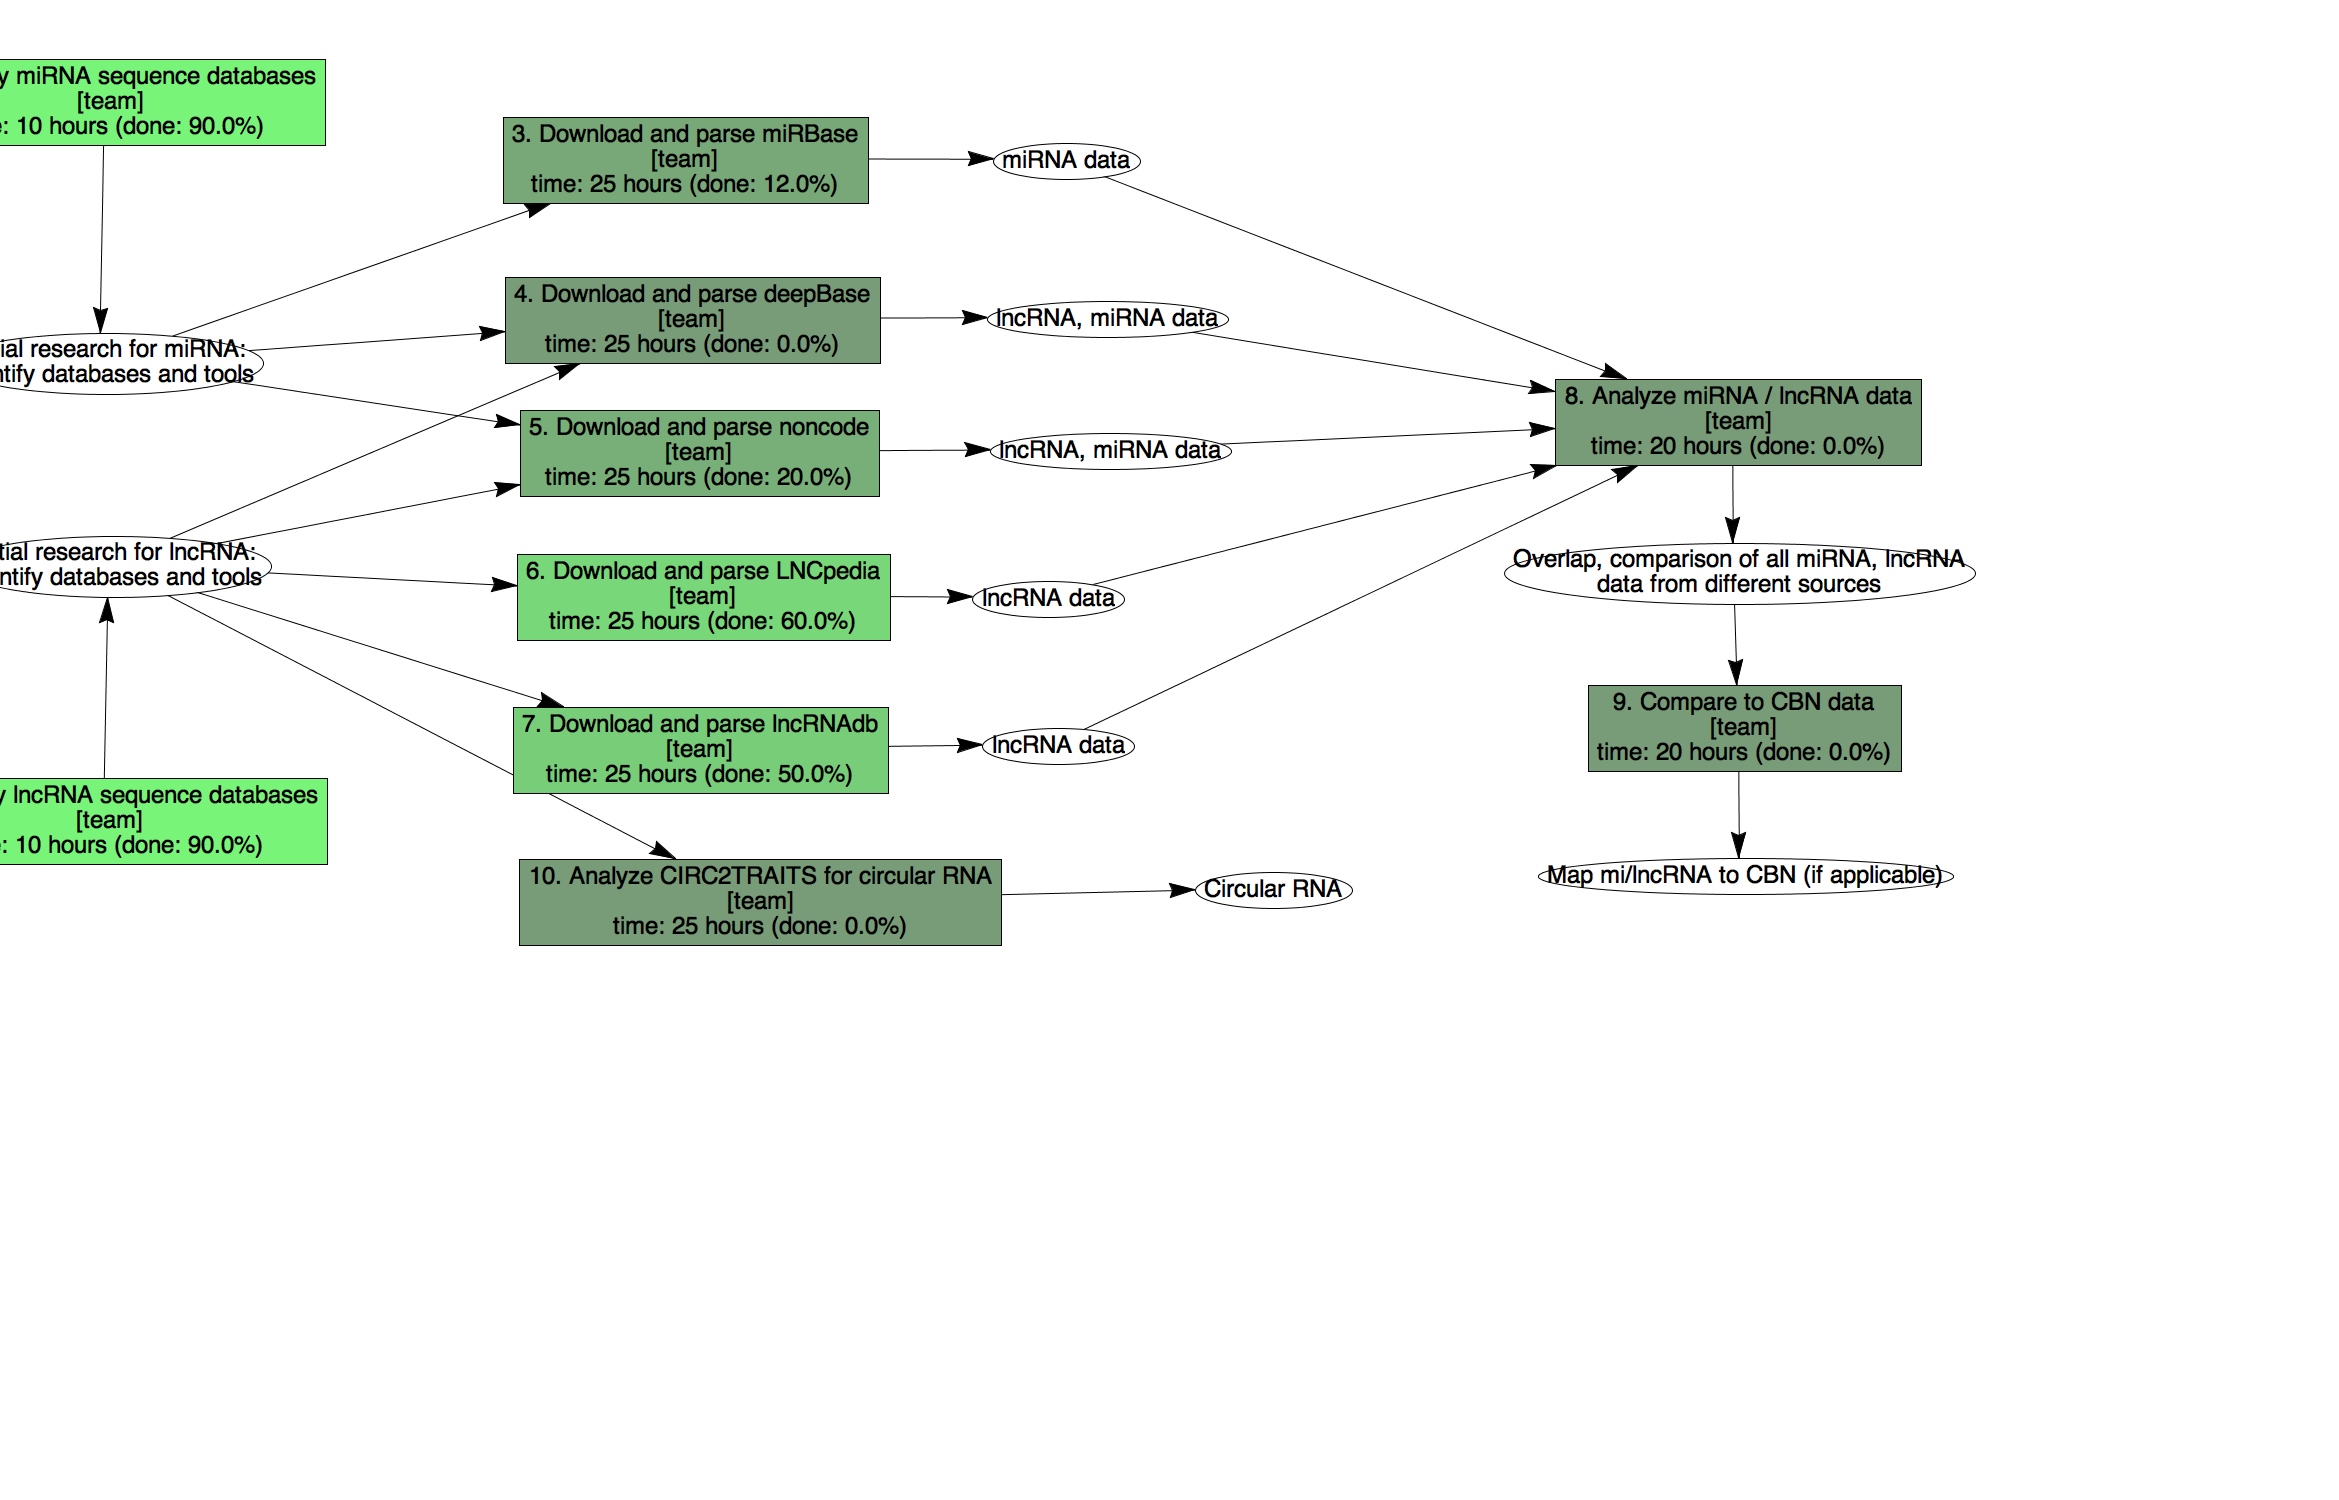 y miRNA sequence databases
[team]
: 10 hours (done: 90.0%)
3. Download and parse miRBase
[team]
time: 25 hours (done: 12.0%)
miRNA data
4. Download and parse deepBase
[team]
time: 25 hours (done: 0.0%)
lncRNA, miRNA data
ial research for miRNA:
ntify databases and tools
8. Analyze miRNA / lncRNA data
[team]
time: 20 hours (done: 0.0%)
5. Download and parse noncode
[team]
time: 25 hours (done: 20.0%)
lncRNA, miRNA data
tial research for lncRNA:
ntify databases and tools
6. Download and parse LNCpedia
[team]
time: 25 hours (done: 60.0%)
lncRNA data
Overlap, comparison of all miRNA, lncRNA
data from different sources
7. Download and parse lncRNAdb
[team]
time: 25 hours (done: 50.0%)
lncRNA data
9. Compare to CBN data
[team]
time: 20 hours (done: 0.0%)
y lncRNA sequence databases
[team]
: 10 hours (done: 90.0%)
10. Analyze CIRC2TRAITS for circular RNA
[team]
time: 25 hours (done: 0.0%)
Circular RNA
Map mi/lncRNA to CBN (if applicable)